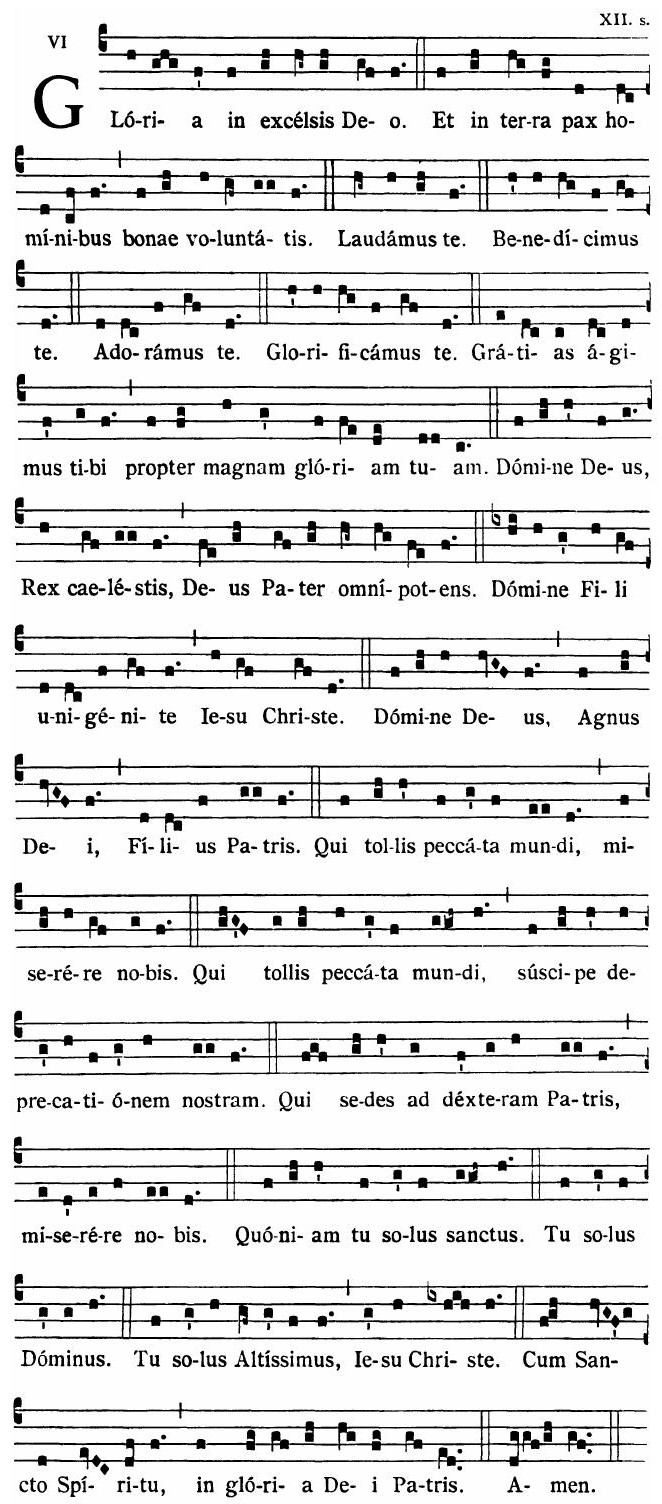 XII. s.
VI
GLó-ri- a in excélsis De- o. Et in ter-ra pax ho-
mí-ni-bus bonae vo-luntá- tis. Laudámus te. Be-ne-dí-cimus
te. Ado-rámus te. Glo-ri- fi-cámus te. Grá-ti- as á-gi-
mus ti-bi propter magnam gló-ri- am tu- am. Dómi-ne De- us,
Rex cae-lé-stis, De- us Pa-ter omní-pot-ens. Dómi-ne Fi- li
u-ni-gé-ni- te Ie-su Chri-ste. Dómi-ne De- us, Agnus
De- i, Fí-li- us Pa-tris. Qui tol-lis peccá-ta mun-di, mi-
se-ré-re no-bis. Qui tollis peccá-ta mun-di, súsci-pe de-
pre-ca-ti- ó-nem nostram. Qui se-des ad déxte-ram Pa-tris,
mi-se-ré-re no- bis. Quó-ni- am tu so-lus sanctus. Tu so-lus
Dóminus. Tu so-lus Altíssimus, Ie-su Chri- ste. Cum San-
cto Spí- ri-tu, in gló-ri- a De- i Pa-tris. A- men.